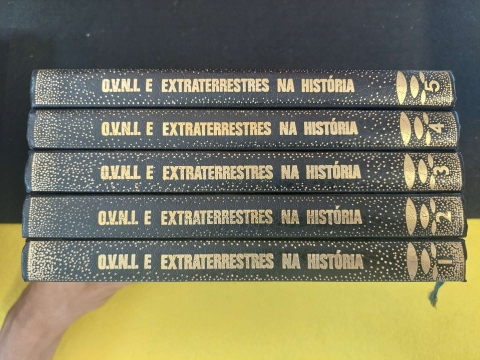 O.V.N.I. E EXTRATERRESTRES NA HISTÓRIA 5
O.V.N.I. E EXTRATERRESTRES NA HISTÓRIA 4
O.V.N.I. E EXTRATERRESTRES NA HISTÓRIA 3
O.V.N.I. E EXTRATERRESTRES NA HISTÓRIA 2
O.V.N.I. E EXTRATERRESTRES NA HISTÓRIA 1